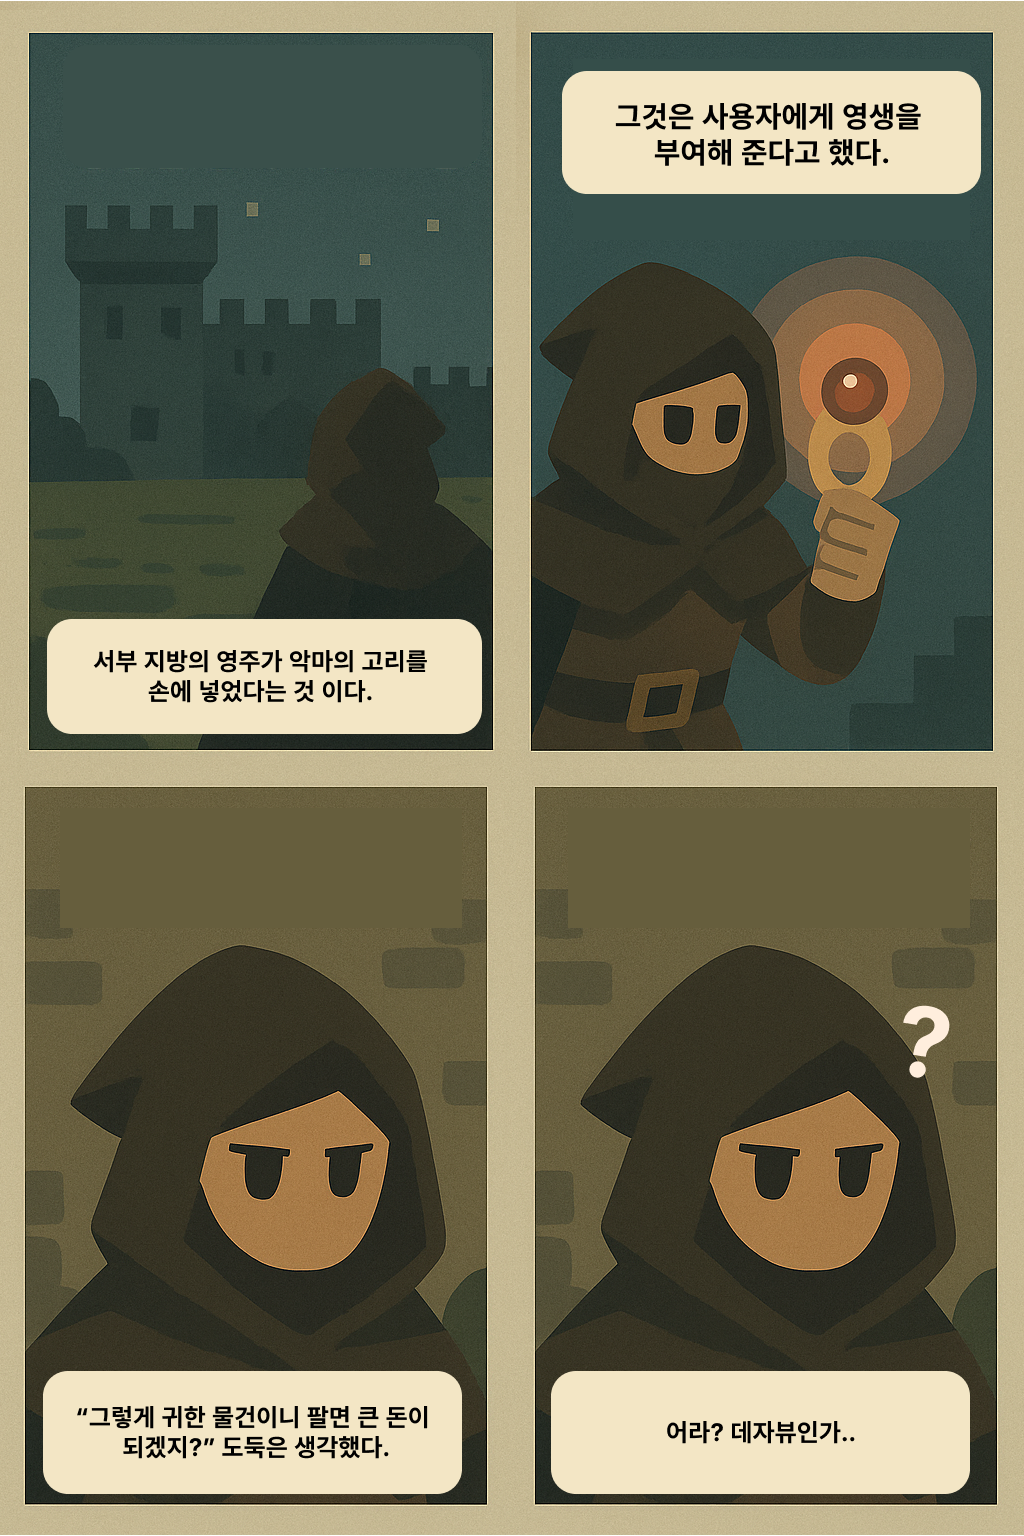 서부 지방의 영주가 악마의 고리를
손에 넣었다는 것 이다.
그것은 사용자에게 영생을
부여해 준다고 했다.
“그렇게 귀한 물건이니 팔면 큰 돈이
되겠지?” 도둑은 생각했다.
?
어라? 데자뷰인가..